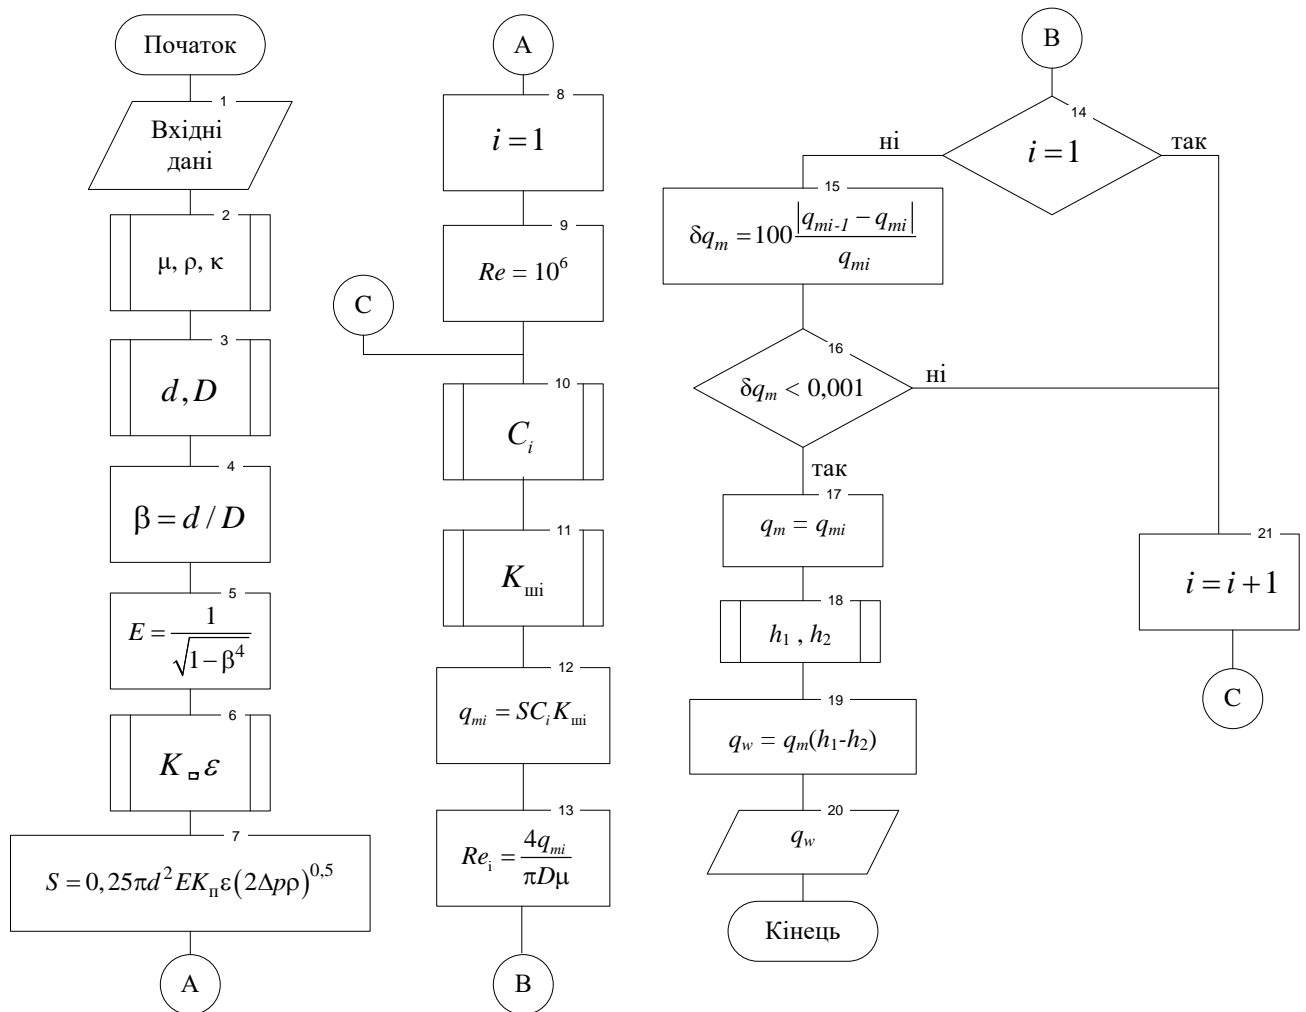 Початок
1
Вхідні
дані
2
μ, ρ, κ
3
d, D
4
β = d / D
5
E = 1 / √(1 − β⁴)
6
K ε
7
S = 0,25πd²EKпε(2Δpρ)^0,5
A
A
8
i = 1
9
Re = 10⁶
C
10
Cᵢ
11
Kші
12
qmi = SCᵢKші
13
Reі = 4qmi / πDμ
B
B
14
i = 1
ні
так
15
δqm = 100 |qmi-1 − qmi| / qmi
16
δqm < 0,001
ні
так
17
qm = qmi
18
h₁ , h₂
19
qw = qm(h₁-h₂)
20
qw
Кінець
21
i = i + 1
C